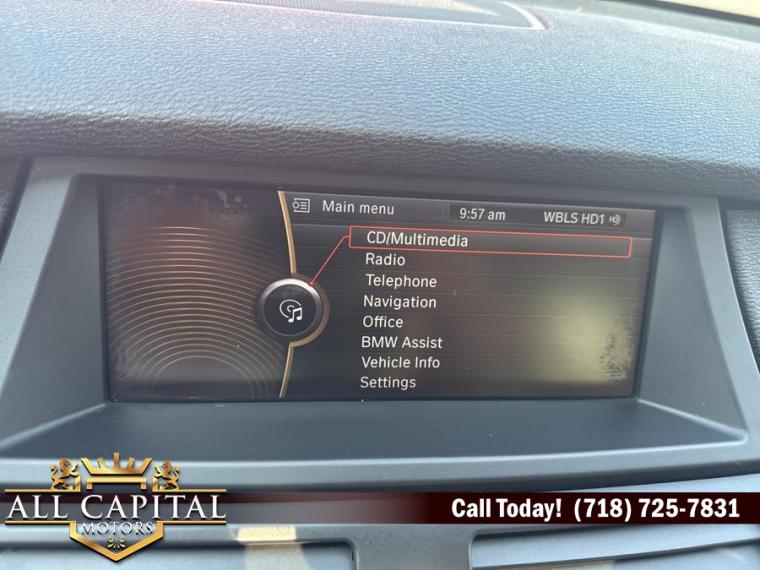 Main menu 9:57 am WBLS HD1
CD/Multimedia
Radio
Telephone
Navigation
Office
BMW Assist
Vehicle Info
Settings
ALL CAPITAL
MOTORS
Call Today! (718) 725-7831